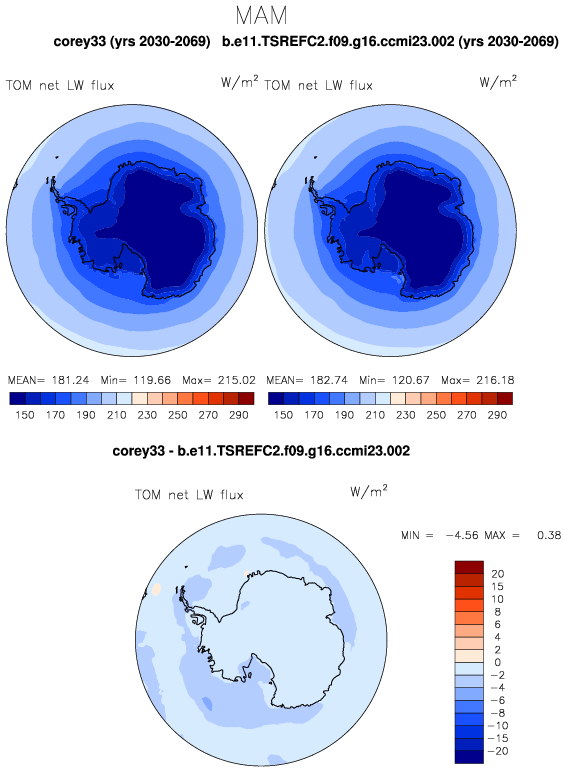 MAM
corey33 (yrs 2030-2069) b.e11.TSREFC2.f09.g16.ccmi23.002 (yrs 2030-2069)
TOM net LW flux W/m² TOM net LW flux W/m²
MEAN= 181.24 Min= 119.66 Max= 215.02 MEAN= 182.74 Min= 120.67 Max= 216.18
150 170 190 210 230 250 270 290 150 170 190 210 230 250 270 290
corey33 - b.e11.TSREFC2.f09.g16.ccmi23.002
TOM net LW flux W/m²
MIN = -4.56 MAX = 0.38
20
15
10
8
6
4
2
0
-2
-4
-6
-8
-10
-15
-20